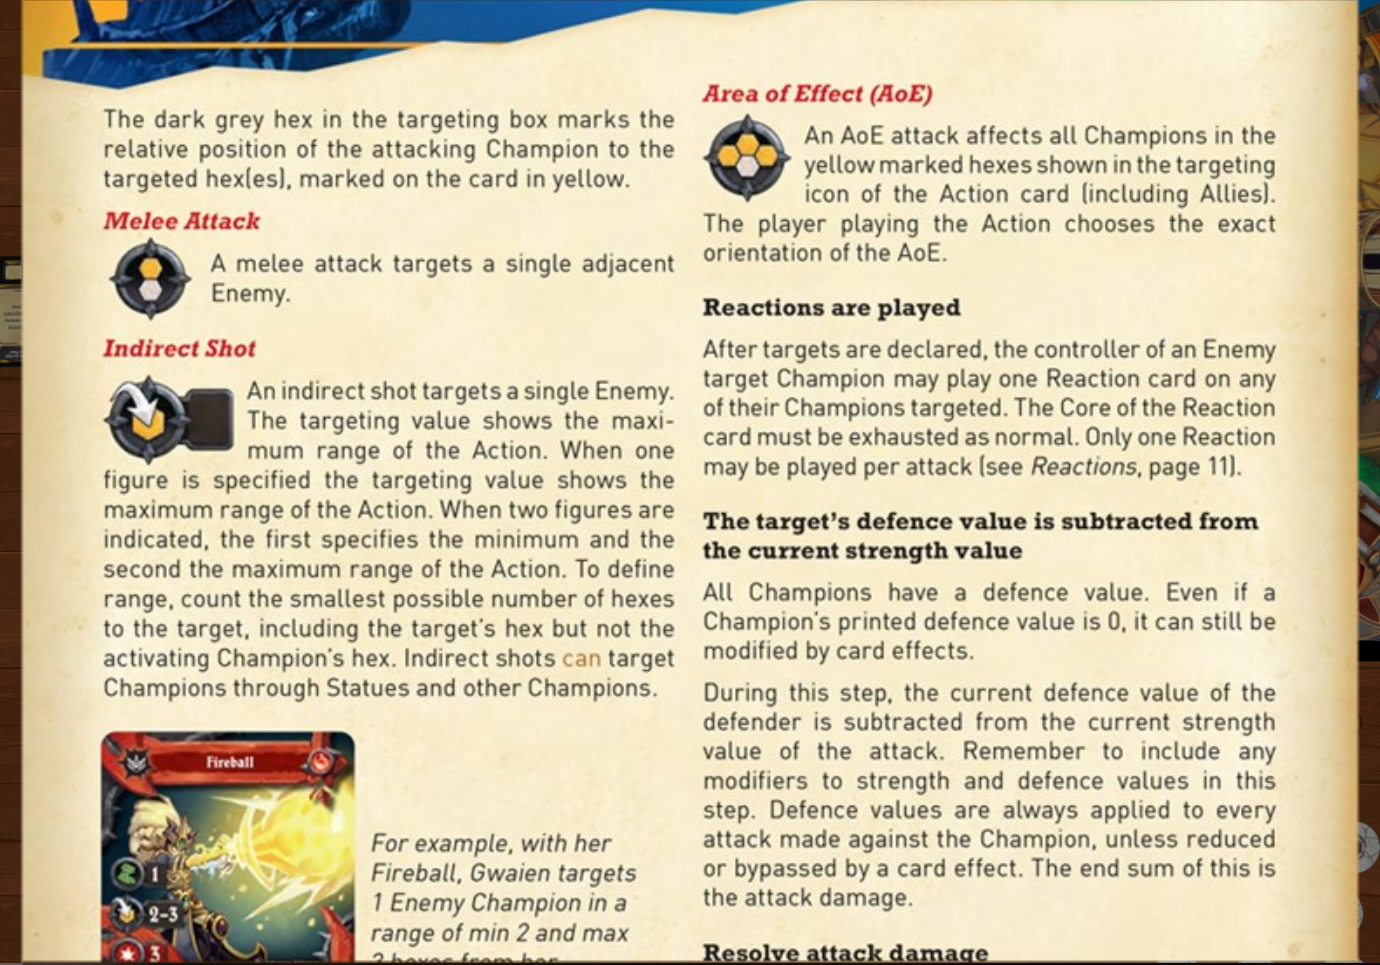 The dark grey hex in the targeting box marks the
relative position of the attacking Champion to the
targeted hex(es), marked on the card in yellow.
Melee Attack
A melee attack targets a single adjacent
Enemy.
Indirect Shot
An indirect shot targets a single Enemy.
The targeting value shows the maxi-
mum range of the Action. When one
figure is specified the targeting value shows the
maximum range of the Action. When two figures are
indicated, the first specifies the minimum and the
second the maximum range of the Action. To define
range, count the smallest possible number of hexes
to the target, including the target's hex but not the
activating Champion's hex. Indirect shots can target
Champions through Statues and other Champions.
Fireball
1
2-3
3
For example, with her
Fireball, Gwaien targets
1 Enemy Champion in a
range of min 2 and max
Area of Effect (AoE)
An AoE attack affects all Champions in the
yellow marked hexes shown in the targeting
icon of the Action card (including Allies).
The player playing the Action chooses the exact
orientation of the AoE.
Reactions are played
After targets are declared, the controller of an Enemy
target Champion may play one Reaction card on any
of their Champions targeted. The Core of the Reaction
card must be exhausted as normal. Only one Reaction
may be played per attack (see Reactions, page 11).
The target's defence value is subtracted from
the current strength value
All Champions have a defence value. Even if a
Champion's printed defence value is 0, it can still be
modified by card effects.
During this step, the current defence value of the
defender is subtracted from the current strength
value of the attack. Remember to include any
modifiers to strength and defence values in this
step. Defence values are always applied to every
attack made against the Champion, unless reduced
or bypassed by a card effect. The end sum of this is
the attack damage.
Resolve attack damage